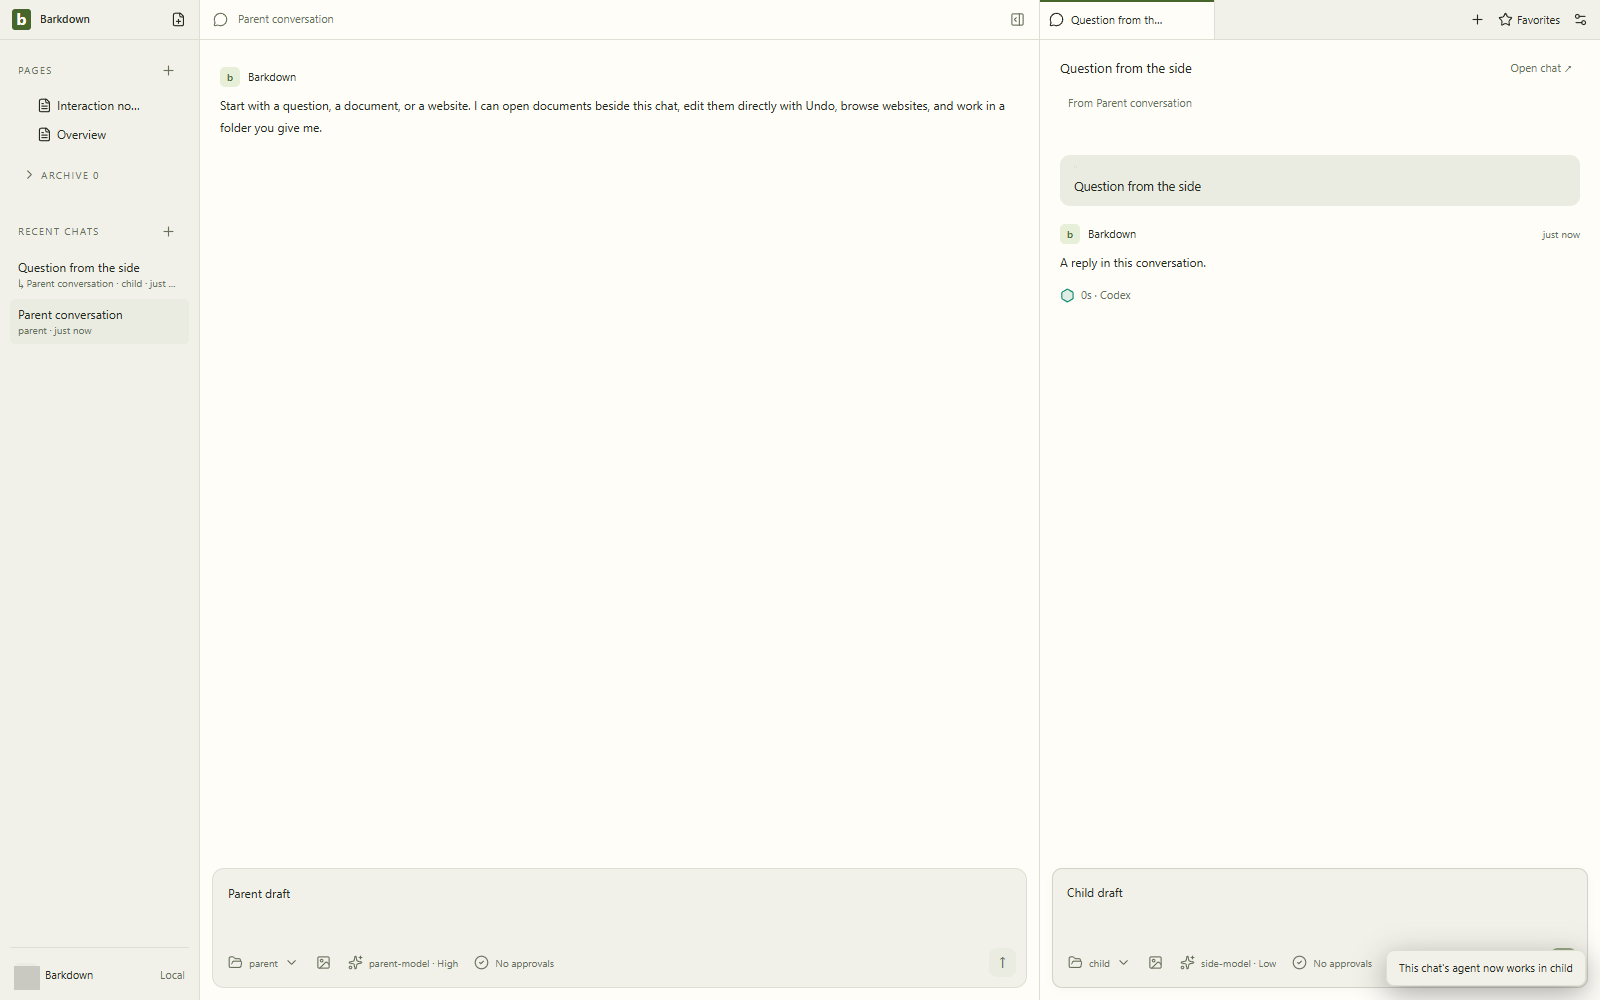 b Barkdown
PAGES
Interaction no...
Overview
ARCHIVE 0
RECENT CHATS
Question from the side
↳ Parent conversation · child · just ...
Parent conversation
parent · just now
Barkdown Local
Parent conversation
b Barkdown
Start with a question, a document, or a website. I can open documents beside this chat, edit them directly with Undo, browse websites, and work in a
folder you give me.
Parent draft
parent parent-model · High No approvals
Question from th...
Favorites
Question from the side Open chat ↗
From Parent conversation
Question from the side
b Barkdown just now
A reply in this conversation.
0s · Codex
Child draft
child side-model · Low No approvals
This chat's agent now works in child